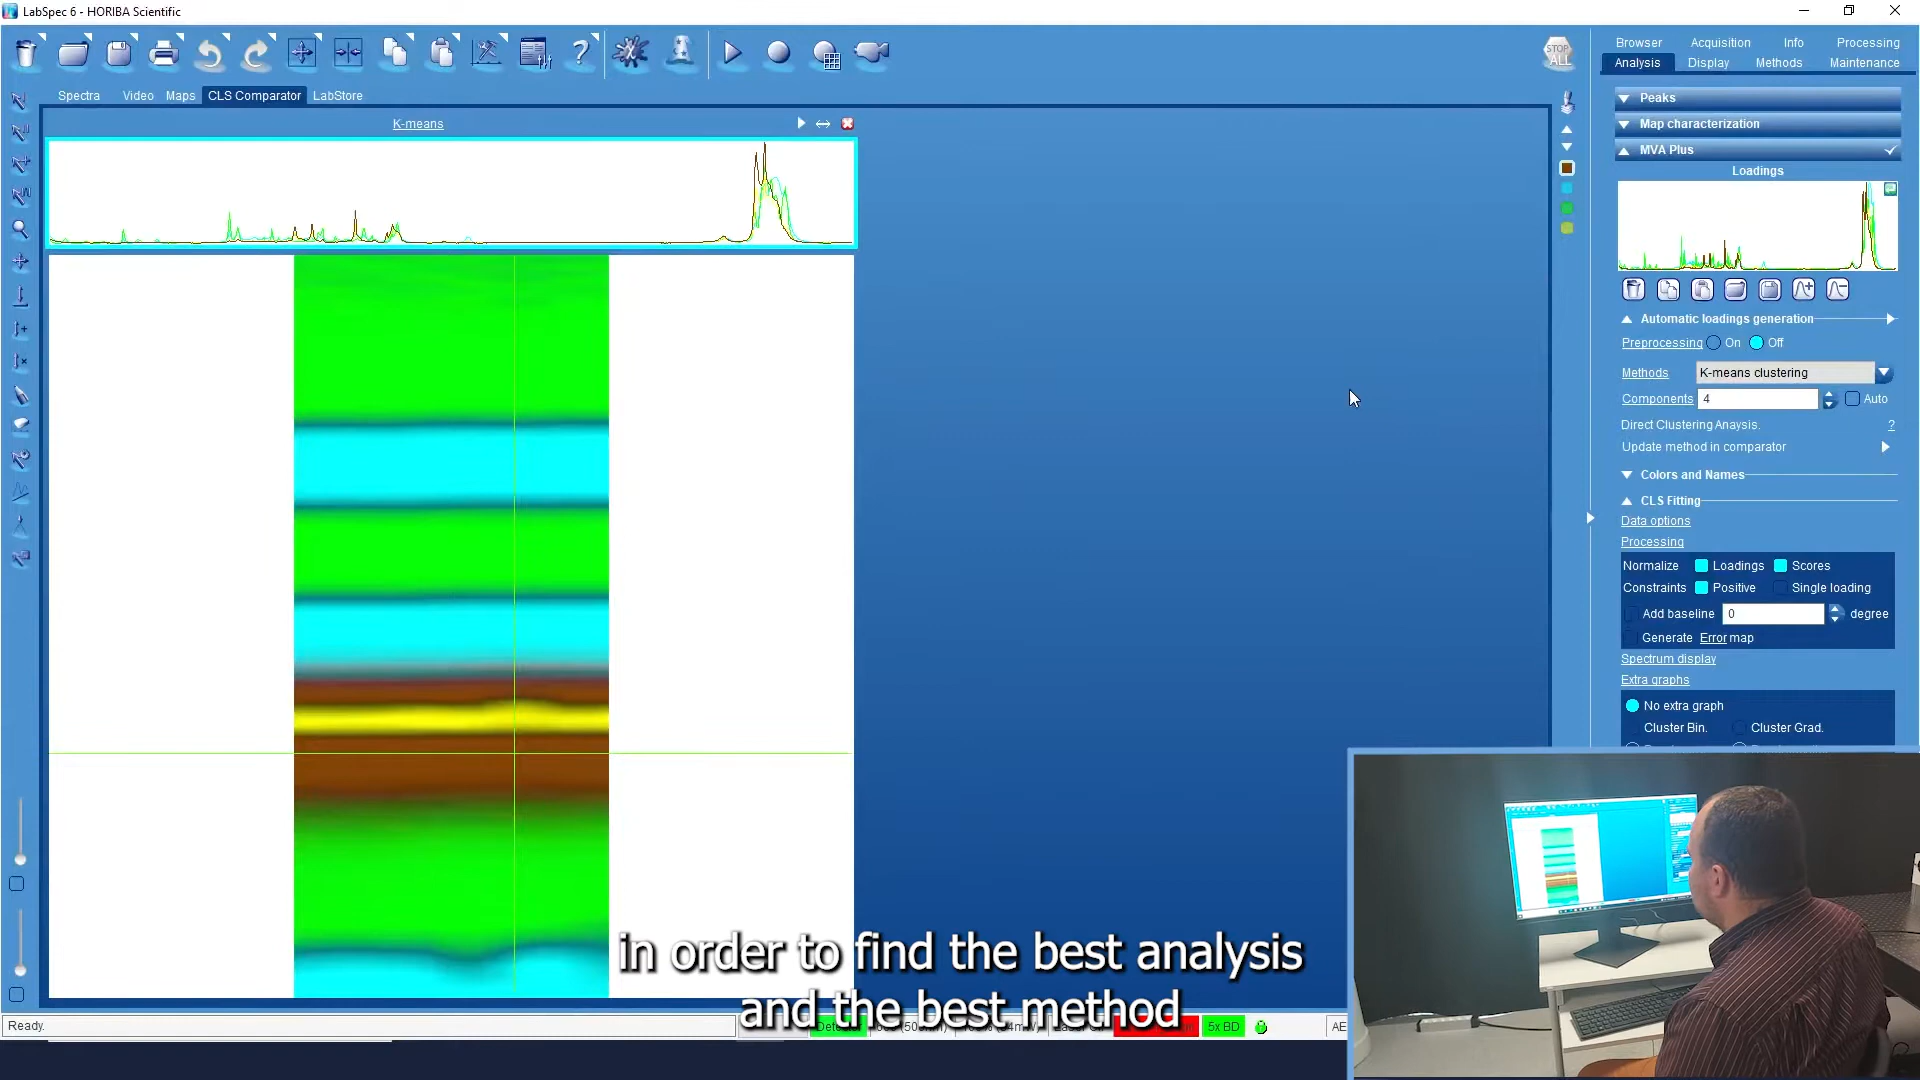 LabSpec 6 - HORIBA Scientific
STOP
ALL
Browser
Acquisition
Info
Processing
Analysis
Display
Methods
Maintenance
Spectra
Video
Maps
CLS Comparator
LabStore
K-means
Peaks
Map characterization
MVA Plus
Loadings
Automatic loadings generation
Preprocessing On Off
Methods K-means clustering
Components 4 Auto
Direct Clustering Anaysis. ?
Update method in comparator
Colors and Names
CLS Fitting
Data options
Processing
Normalize Loadings Scores
Constraints Positive Single loading
Add baseline 0 degree
Generate Error map
Spectrum display
Extra graphs
No extra graph
Cluster Bin. Cluster Grad.
in order to find the best analysis
and the best method
Ready.
5x BD
AE